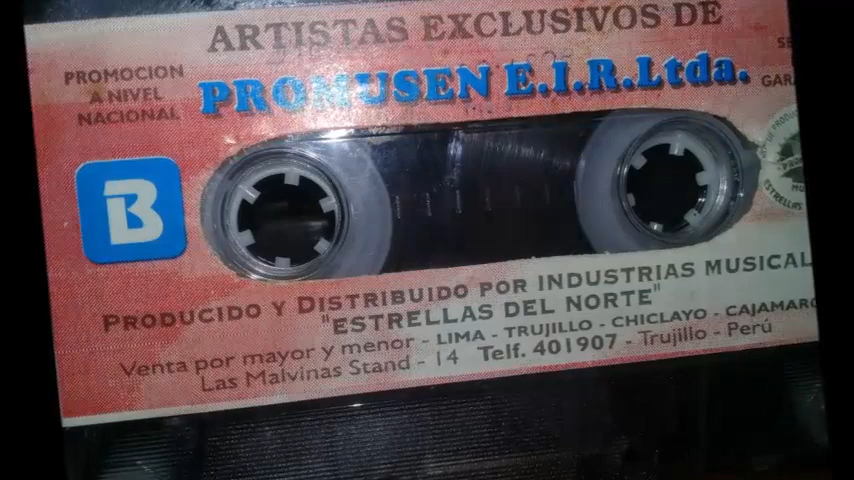 ARTISTAS EXCLUSIVOS DE
PROMOCION
A NIVEL
NACIONAL
PROMUSEN E.I.R.Ltda.
B
PRODUCIDO Y DISTRIBUIDO POR INDUSTRIAS MUSICAL
"ESTRELLAS DEL NORTE"
Venta por mayor y menor - LIMA - TRUJILLO - CHICLAYO - CAJAMARC
Las Malvinas Stand - 14 Telf. 401907 - Trujillo - Perú
ESTRELLAS